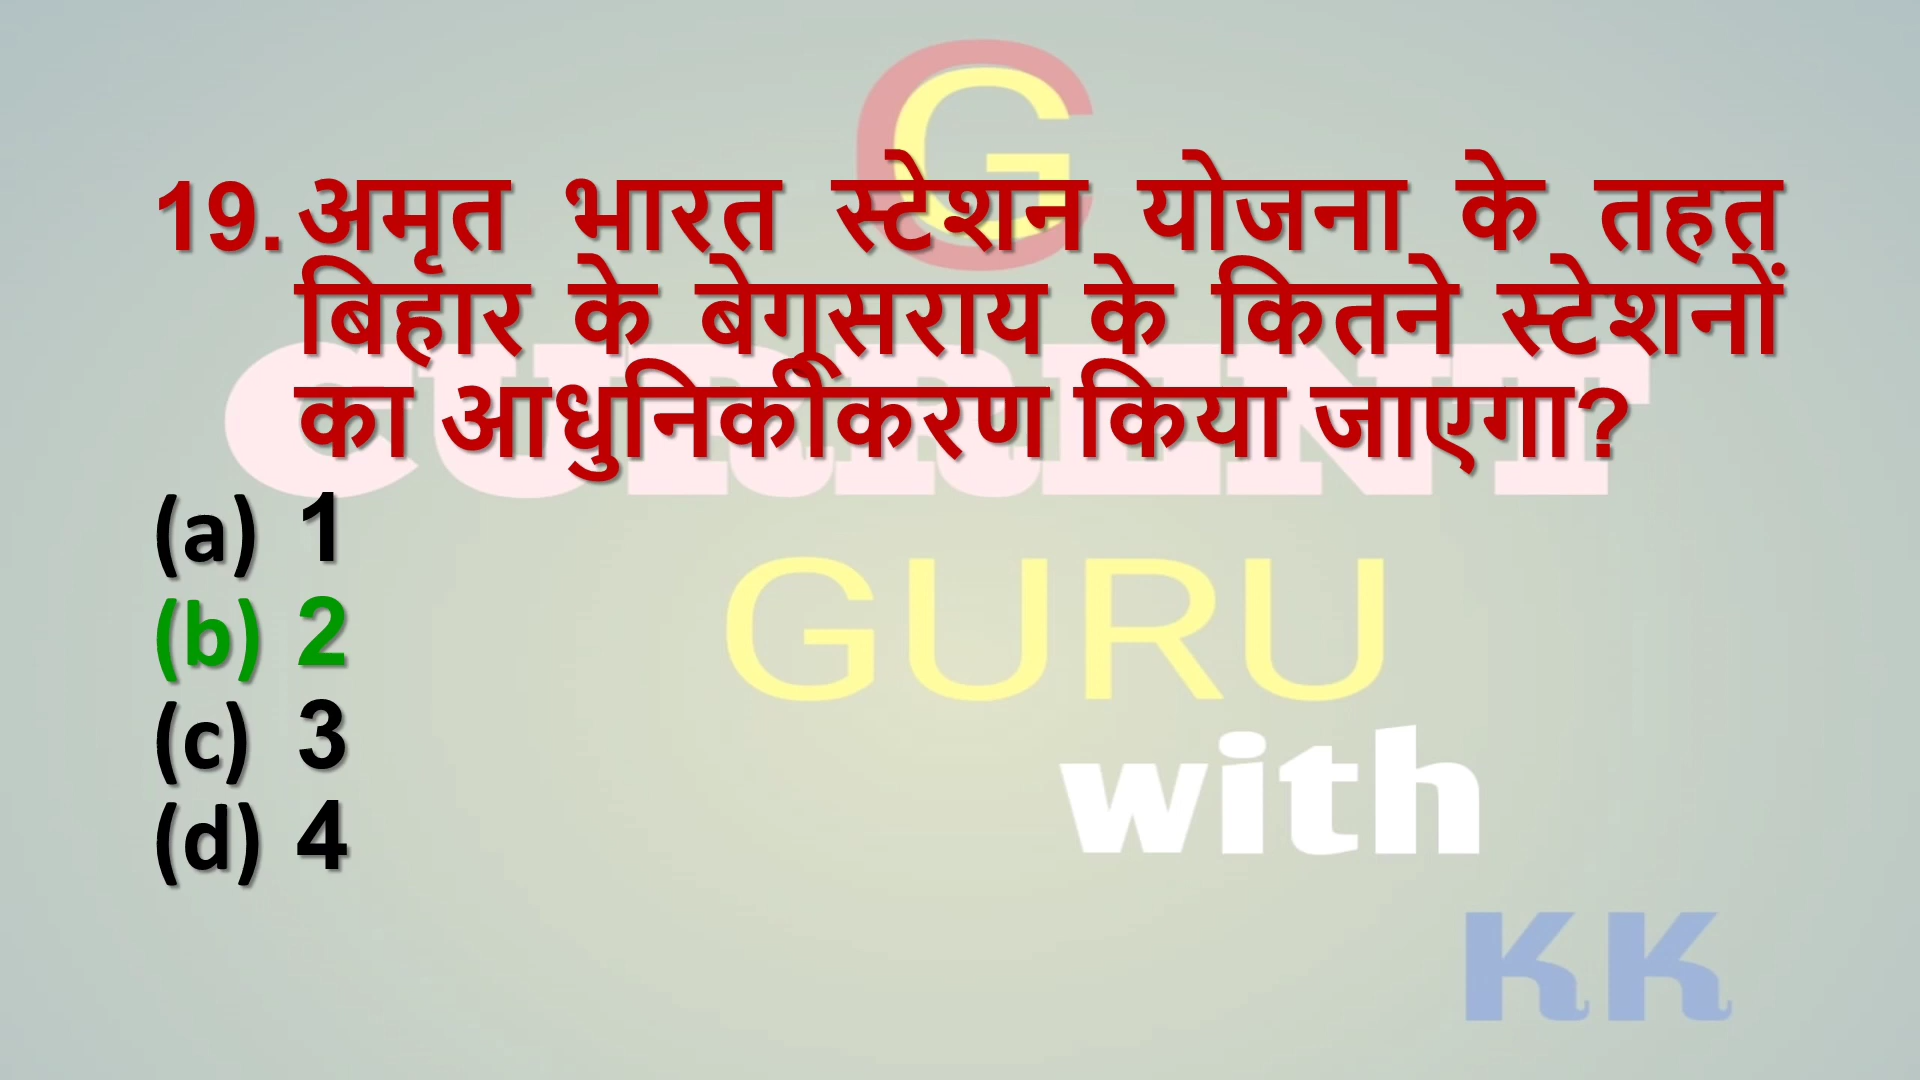 G
19. अमृत भारत स्टेशन योजना के तहत
बिहार के बेगूसराय के कितने स्टेशनों
का आधुनिकीकरण किया जाएगा?
CURRENT
(a) 1
(b) 2
GURU
(c) 3
with
(d) 4
KK